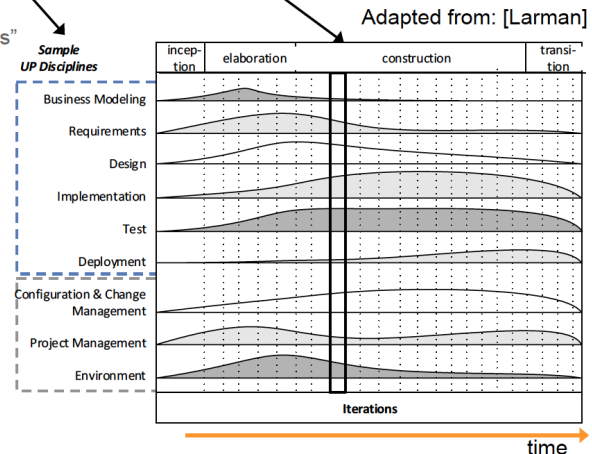 Adapted from: [Larman]
s"
Sample
UP Disciplines
incep-
tion
elaboration
construction
transi-
tion
Business Modeling
Requirements
Design
Implementation
Test
Deployment
Configuration & Change
Management
Project Management
Environment
Iterations
time